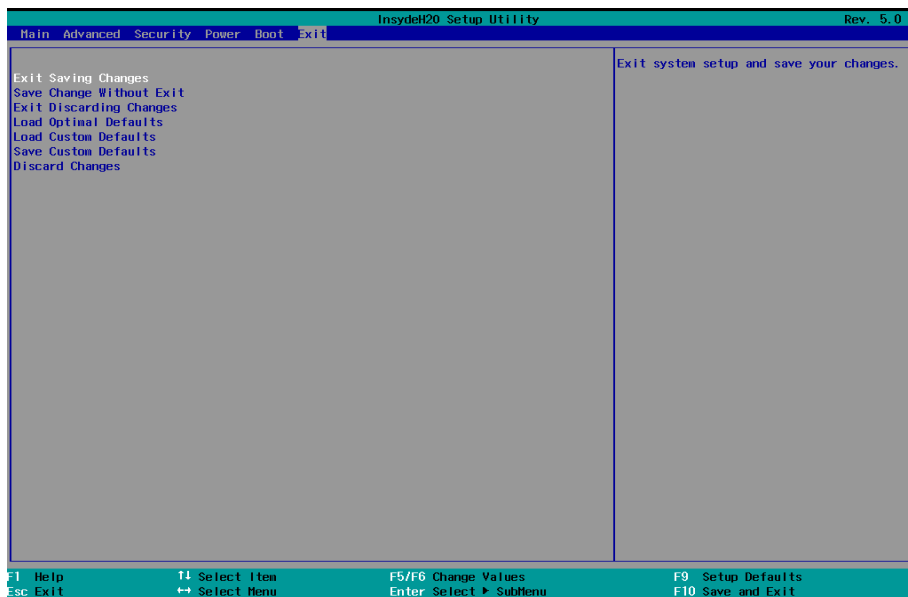 InsydeH2O Setup Utility Rev. 5.0
Main Advanced Security Power Boot Exit
Exit Saving Changes
Save Change Without Exit
Exit Discarding Changes
Load Optimal Defaults
Load Custom Defaults
Save Custom Defaults
Discard Changes
Exit system setup and save your changes.
F1 Help ↑↓ Select Item F5/F6 Change Values F9 Setup Defaults
Esc Exit ↔ Select Menu Enter Select ▶ SubMenu F10 Save and Exit